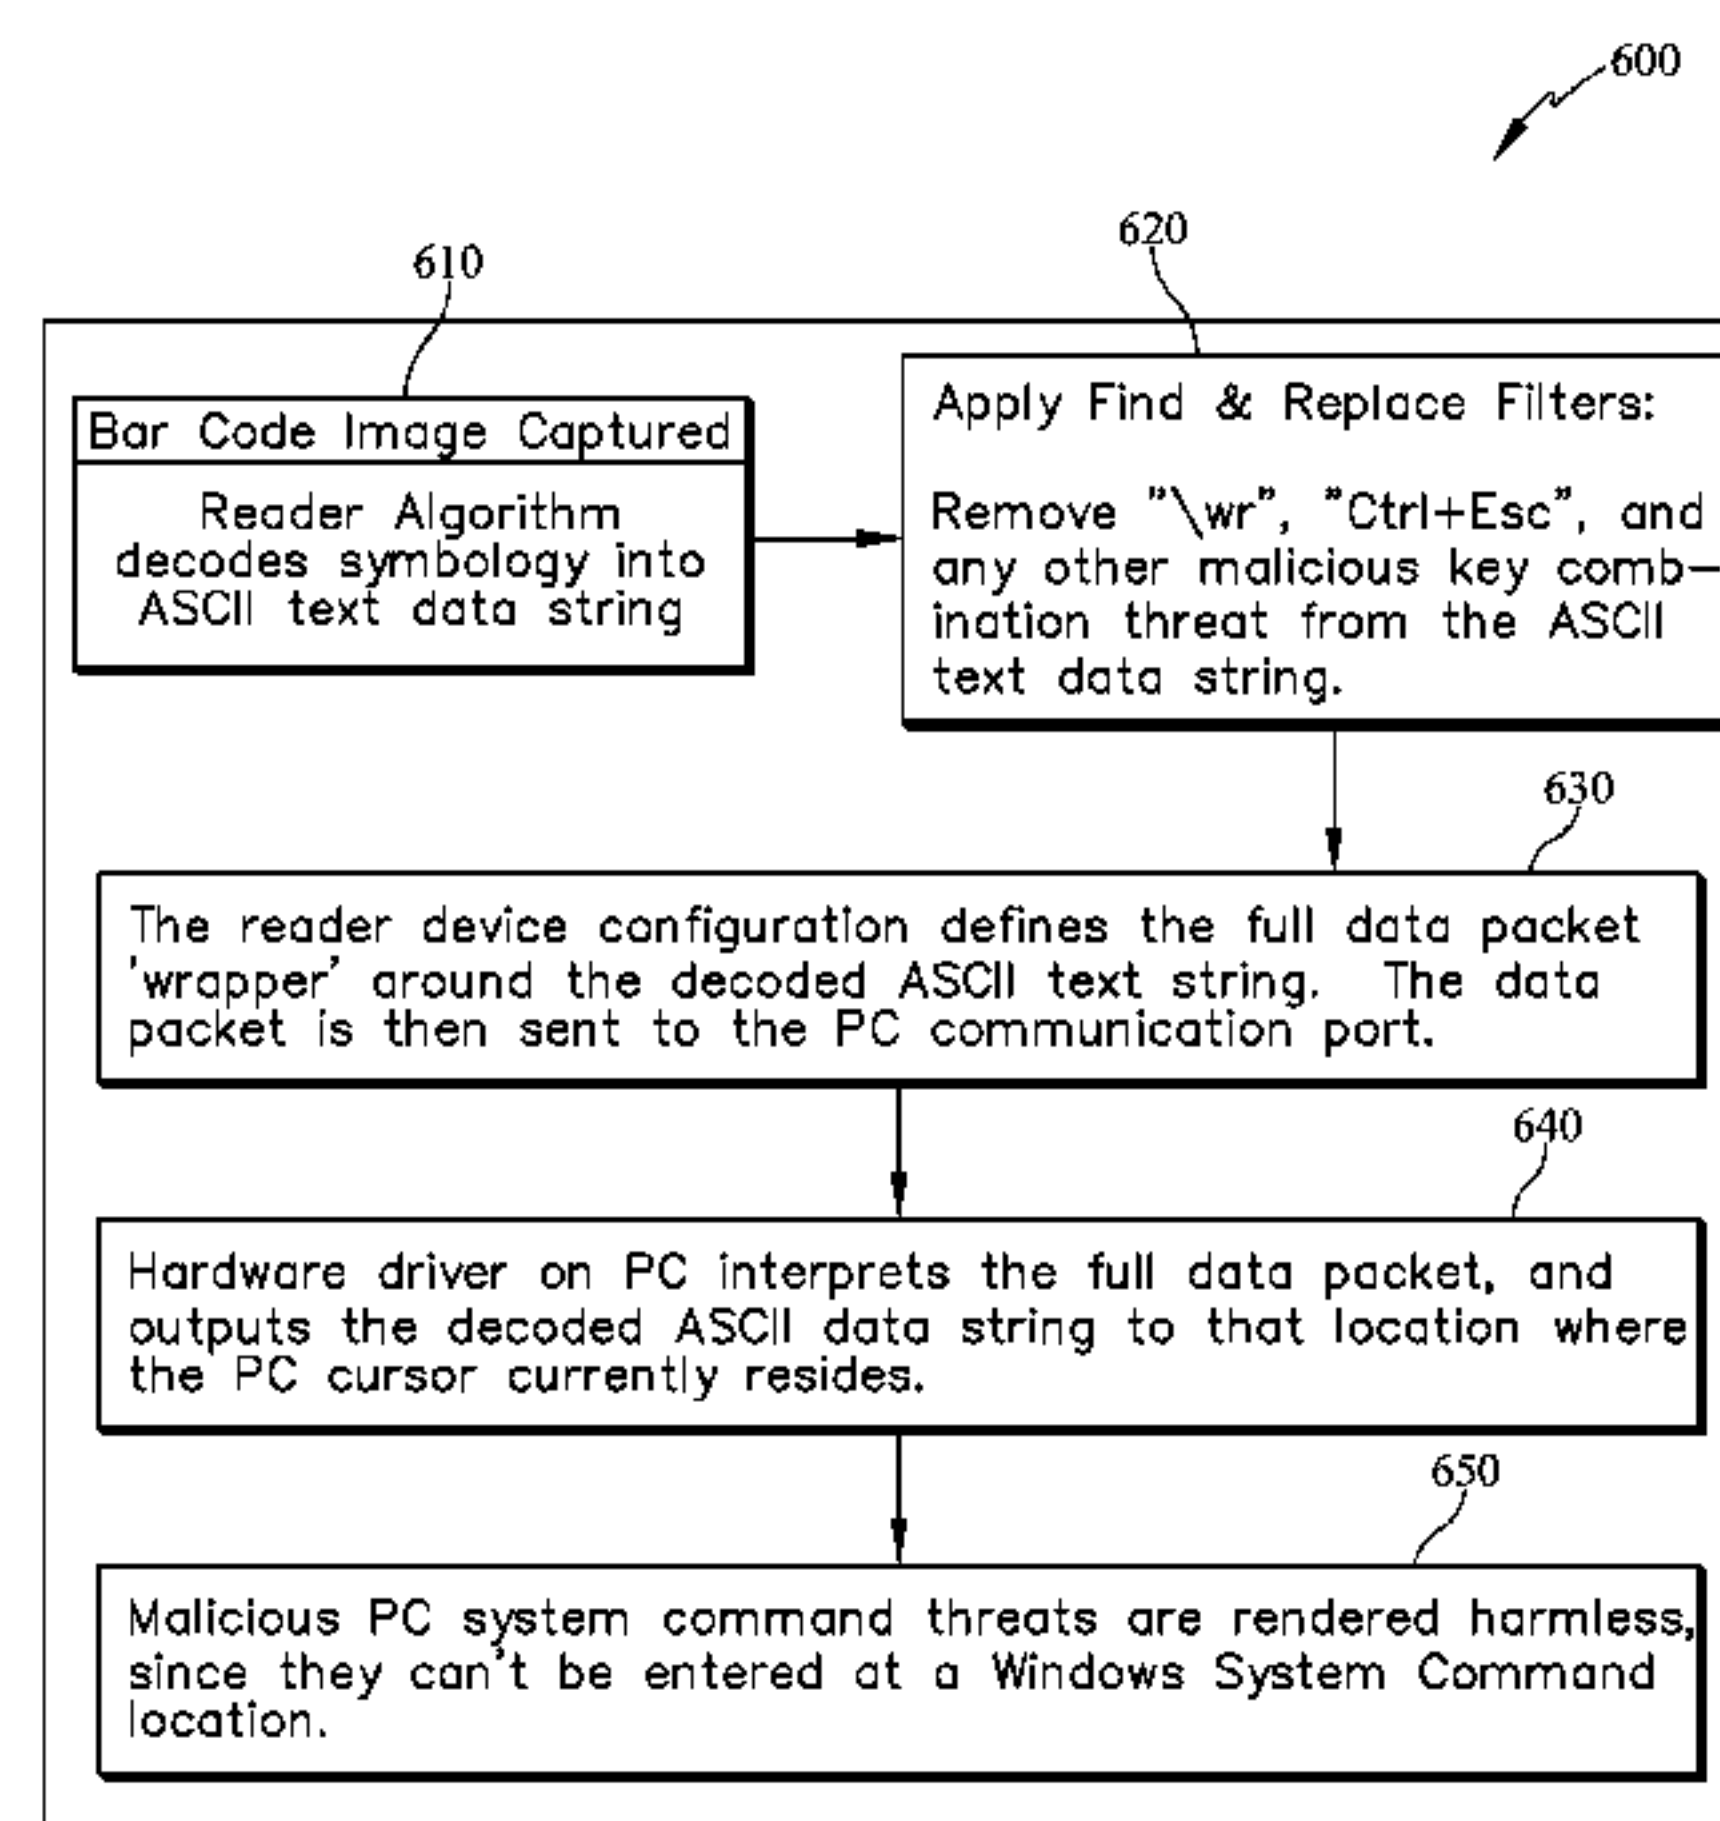 600
620
610
Bar Code Image Captured
Reader Algorithm
decodes symbology into
ASCII text data string
Apply Find & Replace Filters:
Remove "\wr", "Ctrl+Esc", and
any other malicious key comb-
ination threat from the ASCII
text data string.
630
The reader device configuration defines the full data packet
'wrapper' around the decoded ASCII text string. The data
packet is then sent to the PC communication port.
640
Hardware driver on PC interprets the full data packet, and
outputs the decoded ASCII data string to that location where
the PC cursor currently resides.
650
Malicious PC system command threats are rendered harmless,
since they can't be entered at a Windows System Command
location.